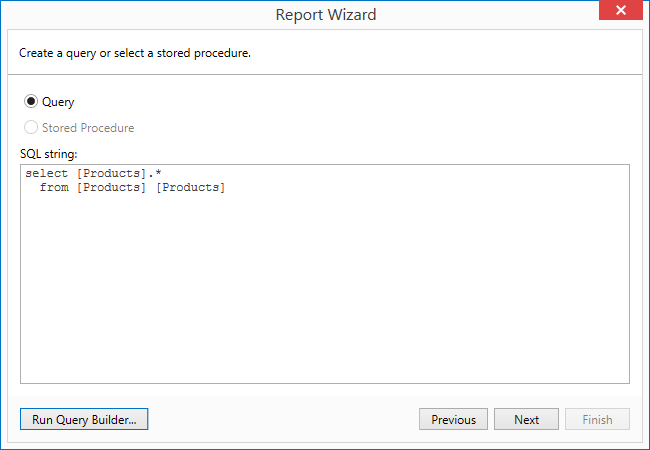 Report Wizard
Create a query or select a stored procedure.
Query
Stored Procedure
SQL string:
select [Products].*
  from [Products] [Products]
Run Query Builder...
Previous
Next
Finish